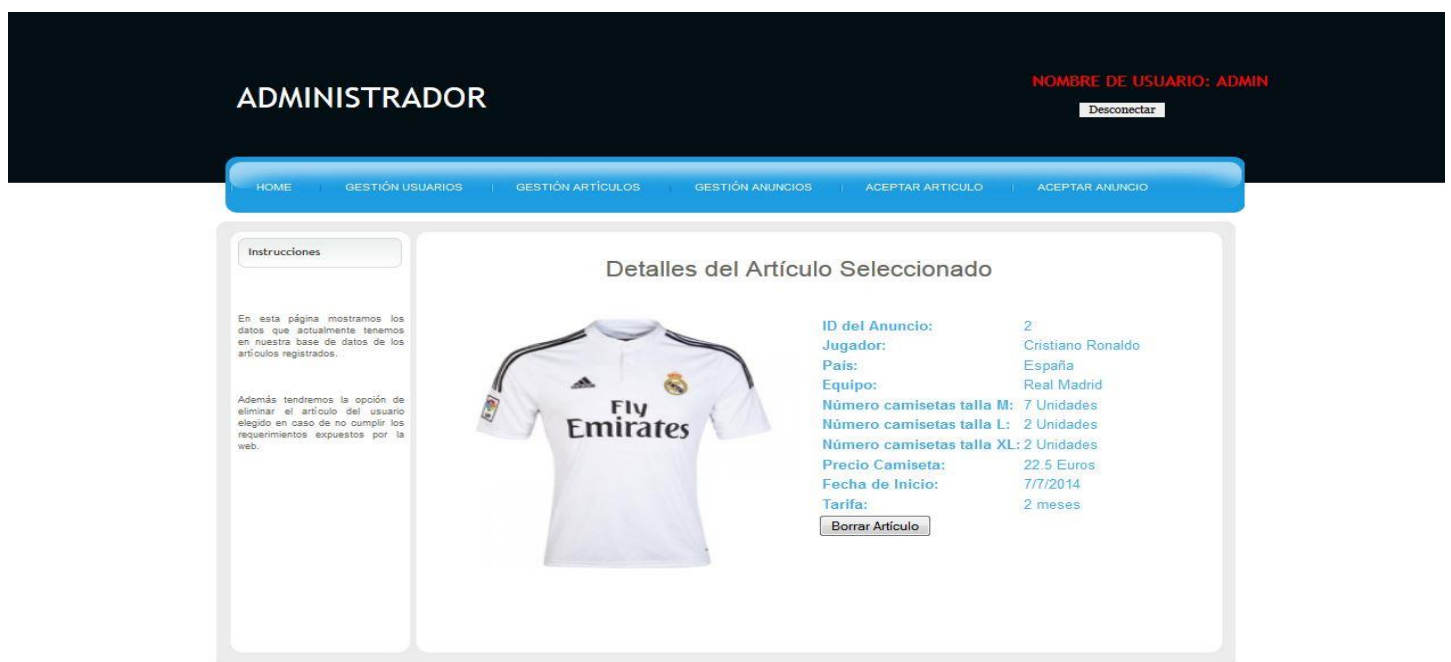 ADMINISTRADOR
NOMBRE DE USUARIO: ADMIN
Desconectar
HOME GESTIÓN USUARIOS GESTIÓN ARTÍCULOS GESTIÓN ANUNCIOS ACEPTAR ARTICULO ACEPTAR ANUNCIO
Instrucciones
En esta página mostramos los
datos que actualmente tenemos
en nuestra base de datos de los
artículos registrados.
Además tendremos la opción de
eliminar el artículo del usuario
elegido en caso de no cumplir los
requerimientos expuestos por la
web.
Detalles del Artículo Seleccionado
adidas
Fly
Emirates
ID del Anuncio: 2
Jugador: Cristiano Ronaldo
País: España
Equipo: Real Madrid
Número camisetas talla M: 7 Unidades
Número camisetas talla L: 2 Unidades
Número camisetas talla XL: 2 Unidades
Precio Camiseta: 22.5 Euros
Fecha de Inicio: 7/7/2014
Tarifa: 2 meses
Borrar Artículo